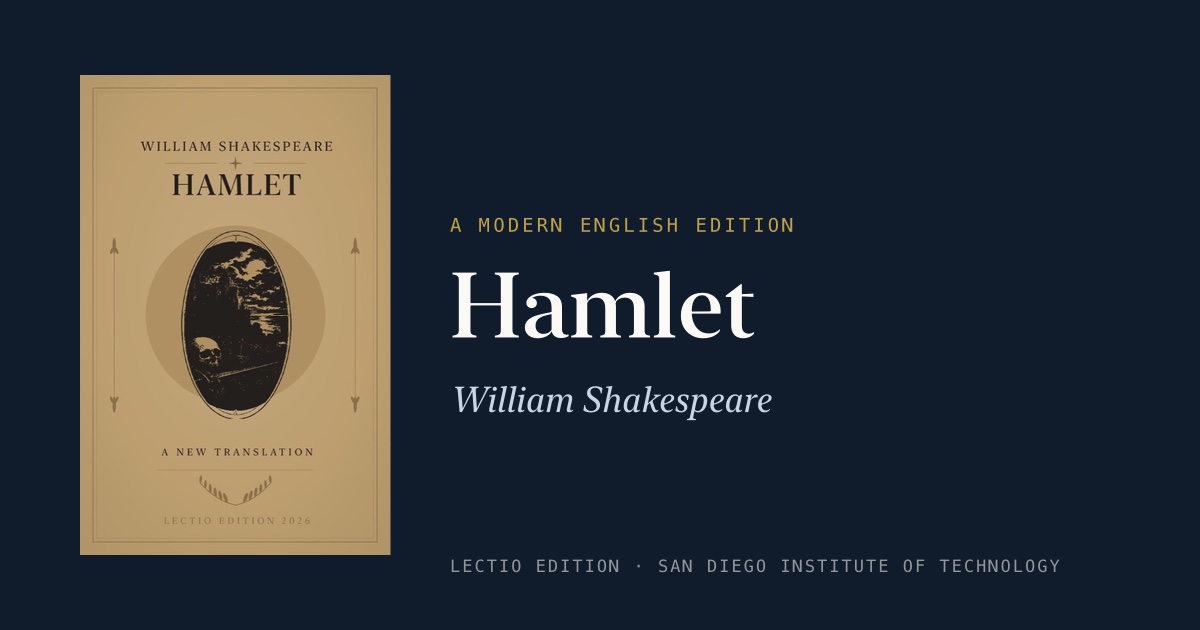 WILLIAM SHAKESPEARE
HAMLET
A NEW TRANSLATION
LECTIO EDITION 2026
A MODERN ENGLISH EDITION
Hamlet
William Shakespeare
LECTIO EDITION · SAN DIEGO INSTITUTE OF TECHNOLOGY